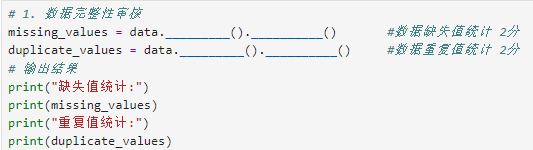 # 1. 数据完整性审核
missing_values = data._________().__________()      #数据缺失值统计 2分
duplicate_values = data._________().__________()    #数据重复值统计 2分
# 输出结果
print("缺失值统计:")
print(missing_values)
print("重复值统计:")
print(duplicate_values)